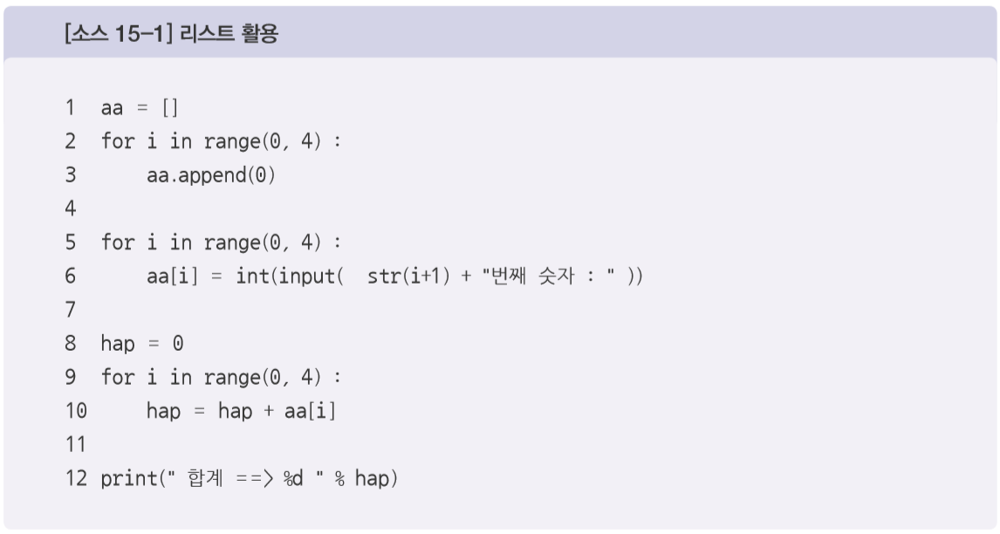 [소스 15-1] 리스트 활용
1 aa = []
2 for i in range(0, 4) :
3     aa.append(0)
4
5 for i in range(0, 4) :
6     aa[i] = int(input(  str(i+1) + "번째 숫자 : " ))
7
8 hap = 0
9 for i in range(0, 4) :
10     hap = hap + aa[i]
11
12 print(" 합계 ==> %d " % hap)